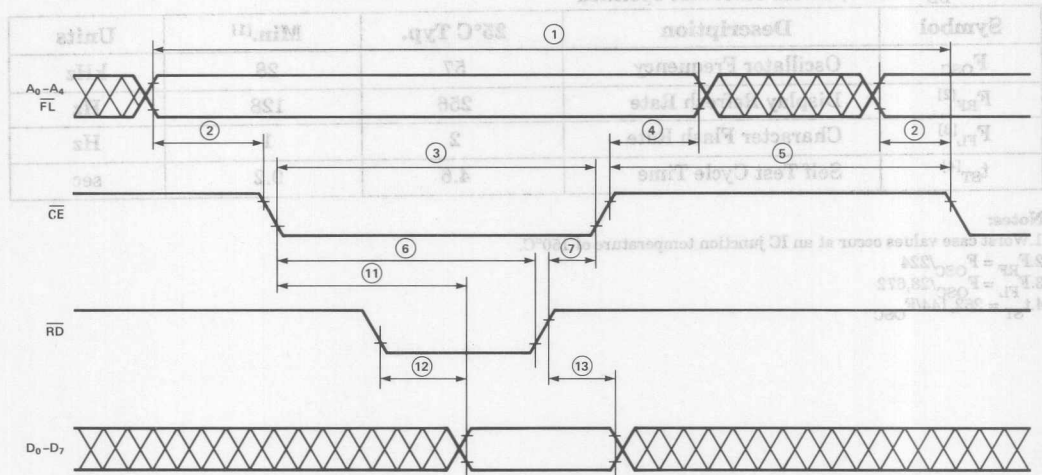 Symbol Description 25°C Typ. Min.[1] Units
①
FOSC Oscillator Frequency 57 28 kHz
A0–A4
FL
FRF[2] Display Refresh Rate 256 128 Hz
② ④ ②
FFL[3] Character Flash Rate 2 1 Hz
③ ⑤
tST[4] Self Test Cycle Time 4.6 9.2 sec
CE
Notes:
1. Worst case values occur at an IC junction temperature of 150°C.
⑥ ⑦
2. FRF = FOSC/224
⑪
3. FFL = FOSC/28,672
4. tST = 262,144/FOSC
RD
⑫ ⑬
D0–D7